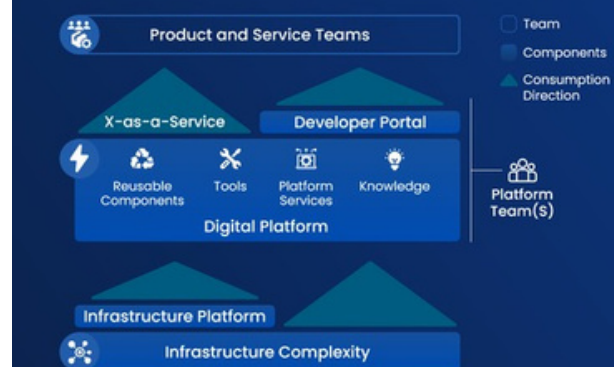 Product and Service Teams
Team
Components
Consumption
Direction
X-as-a-Service
Developer Portal
Reusable
Components
Tools
Platform
Services
Knowledge
Digital Platform
Platform
Team(S)
Infrastructure Platform
Infrastructure Complexity